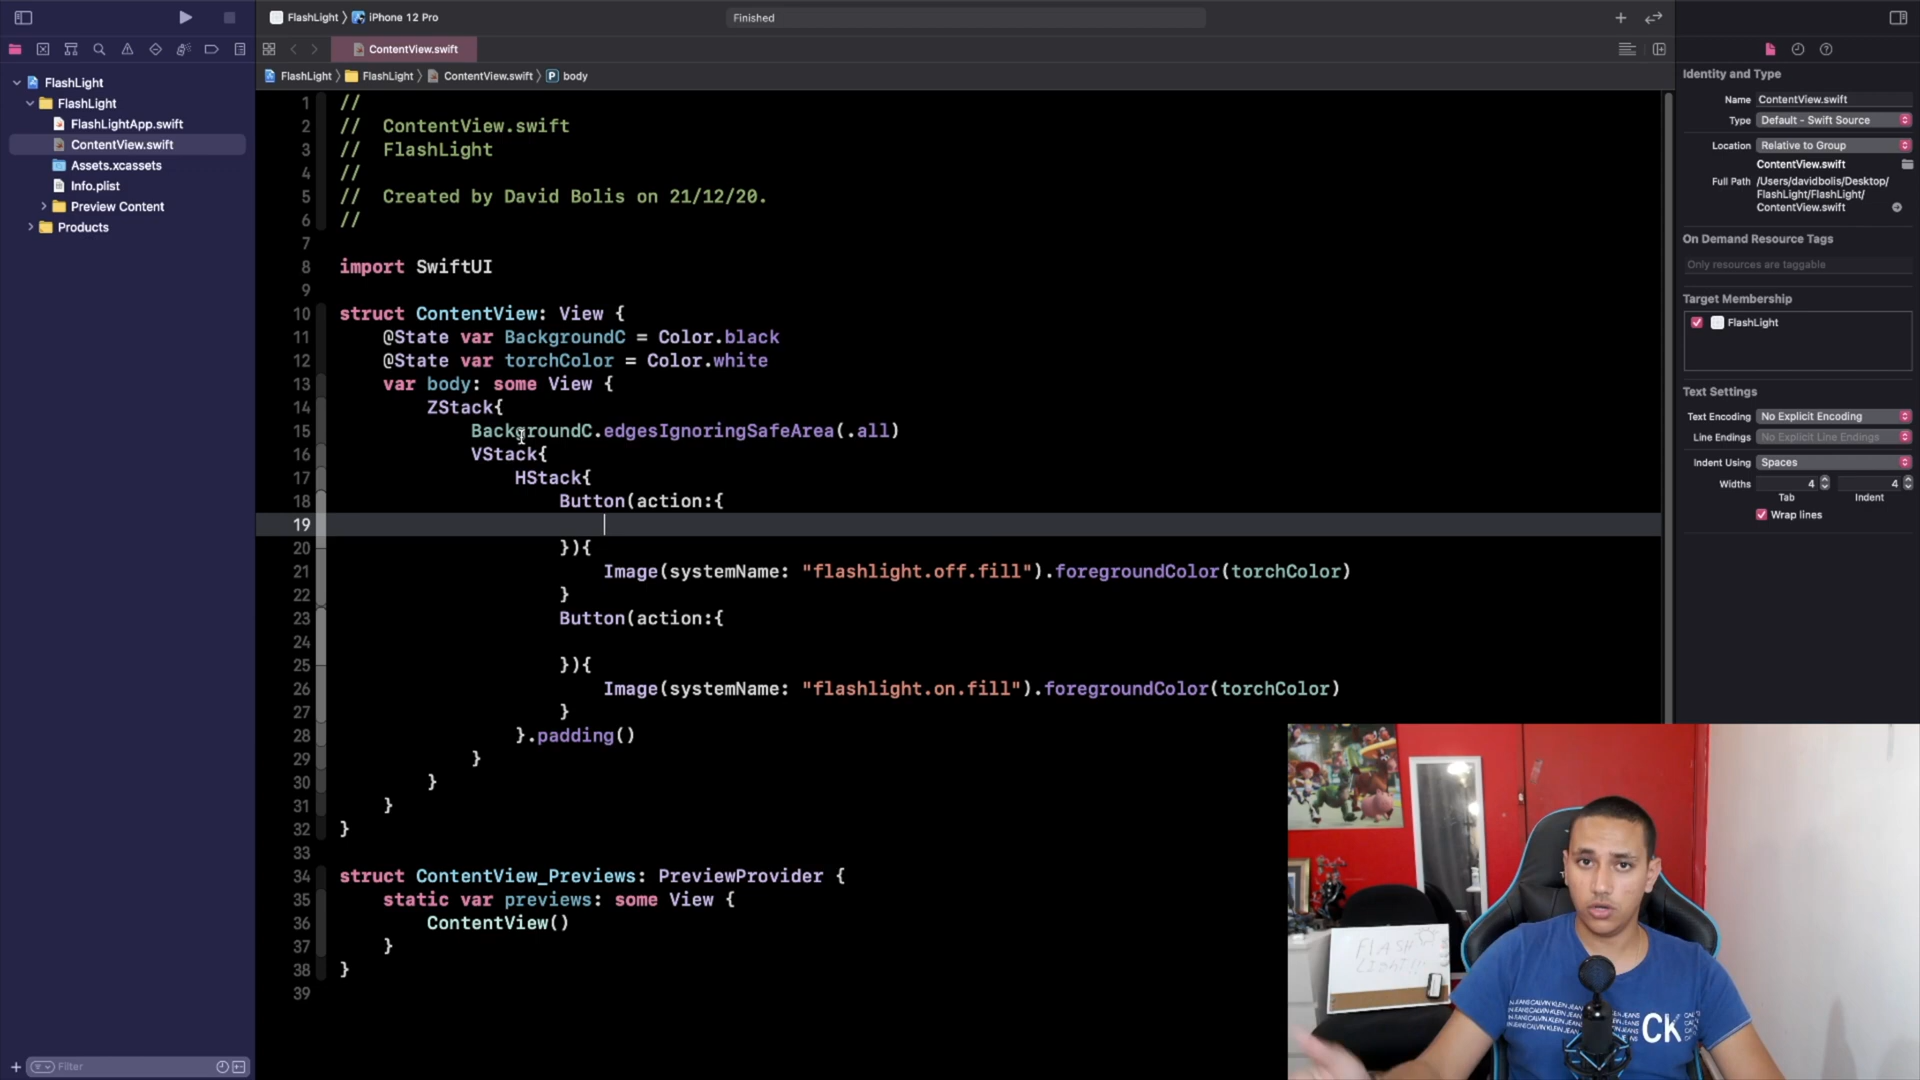 FlashLight
iPhone 12 Pro
Finished
ContentView.swift
FlashLight
FlashLight
ContentView.swift
P body
FlashLight
FlashLight
FlashLightApp.swift
ContentView.swift
Assets.xcassets
Info.plist
Preview Content
Products
Filter
1 //
2 //  ContentView.swift
3 //  FlashLight
4 //
5 //  Created by David Bolis on 21/12/20.
6 //
7
8 import SwiftUI
9
10 struct ContentView: View {
11     @State var BackgroundC = Color.black
12     @State var torchColor = Color.white
13     var body: some View {
14         ZStack{
15             BackgroundC.edgesIgnoringSafeArea(.all)
16             VStack{
17                 HStack{
18                     Button(action:{
19
20                     }){
21                         Image(systemName: "flashlight.off.fill").foregroundColor(torchColor)
22                     }
23                     Button(action:{
24
25                     }){
26                         Image(systemName: "flashlight.on.fill").foregroundColor(torchColor)
27                     }
28                 }.padding()
29             }
30         }
31     }
32 }
33
34 struct ContentView_Previews: PreviewProvider {
35     static var previews: some View {
36         ContentView()
37     }
38 }
39
Identity and Type
Name ContentView.swift
Type Default - Swift Source
Location Relative to Group
ContentView.swift
Full Path /Users/davidbolis/Desktop/
FlashLight/FlashLight/
ContentView.swift
On Demand Resource Tags
Only resources are taggable
Target Membership
FlashLight
Text Settings
Text Encoding No Explicit Encoding
Line Endings No Explicit Line Endings
Indent Using Spaces
Widths 4 4
Tab Indent
Wrap lines
FLASH
LIGHT!!!
CK